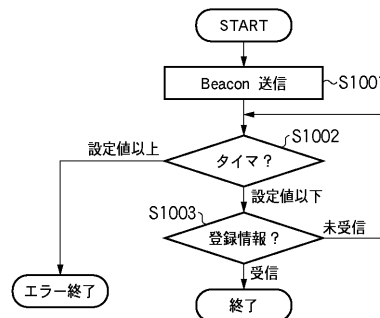 START
Beacon 送信
S1001
S1002
設定値以上
タイマ？
設定値以下
S1003
登録情報？
未受信
受信
エラー終了
終了